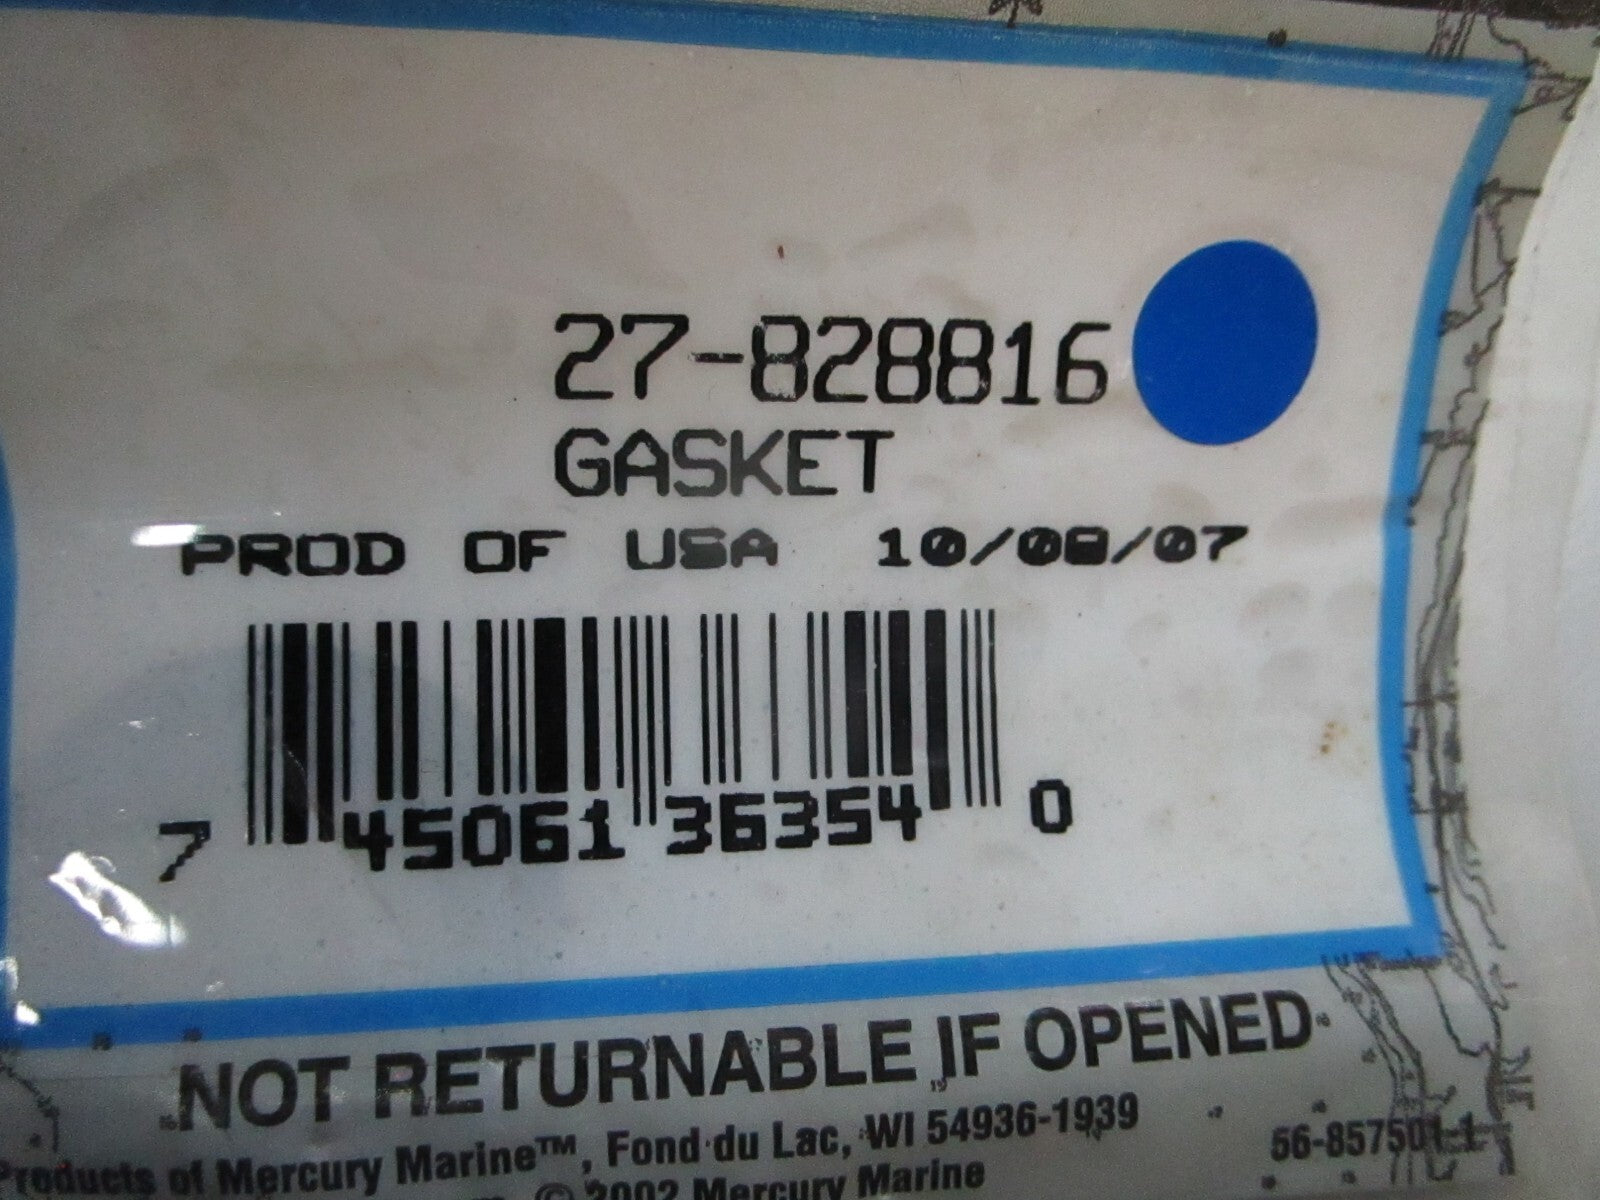 27-828816
GASKET
PROD OF USA 10/08/07
7 45061 36354 0
NOT RETURNABLE IF OPENED
Products of Mercury Marine™, Fond du Lac, WI 54936-1939
56-857501-1
© 2002 Mercury Marine